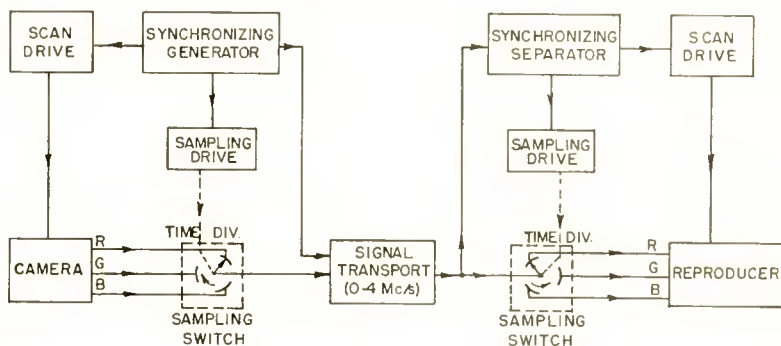 SCAN
DRIVE
SYNCHRONIZING
GENERATOR
SYNCHRONIZING
SEPARATOR
SCAN
DRIVE
SAMPLING
DRIVE
SAMPLING
DRIVE
TIME DIV.
TIME DIV.
CAMERA
R
G
B
SIGNAL
TRANSPORT
(0-4 Mc/s)
R
G
B
REPRODUCER
SAMPLING
SWITCH
SAMPLING
SWITCH